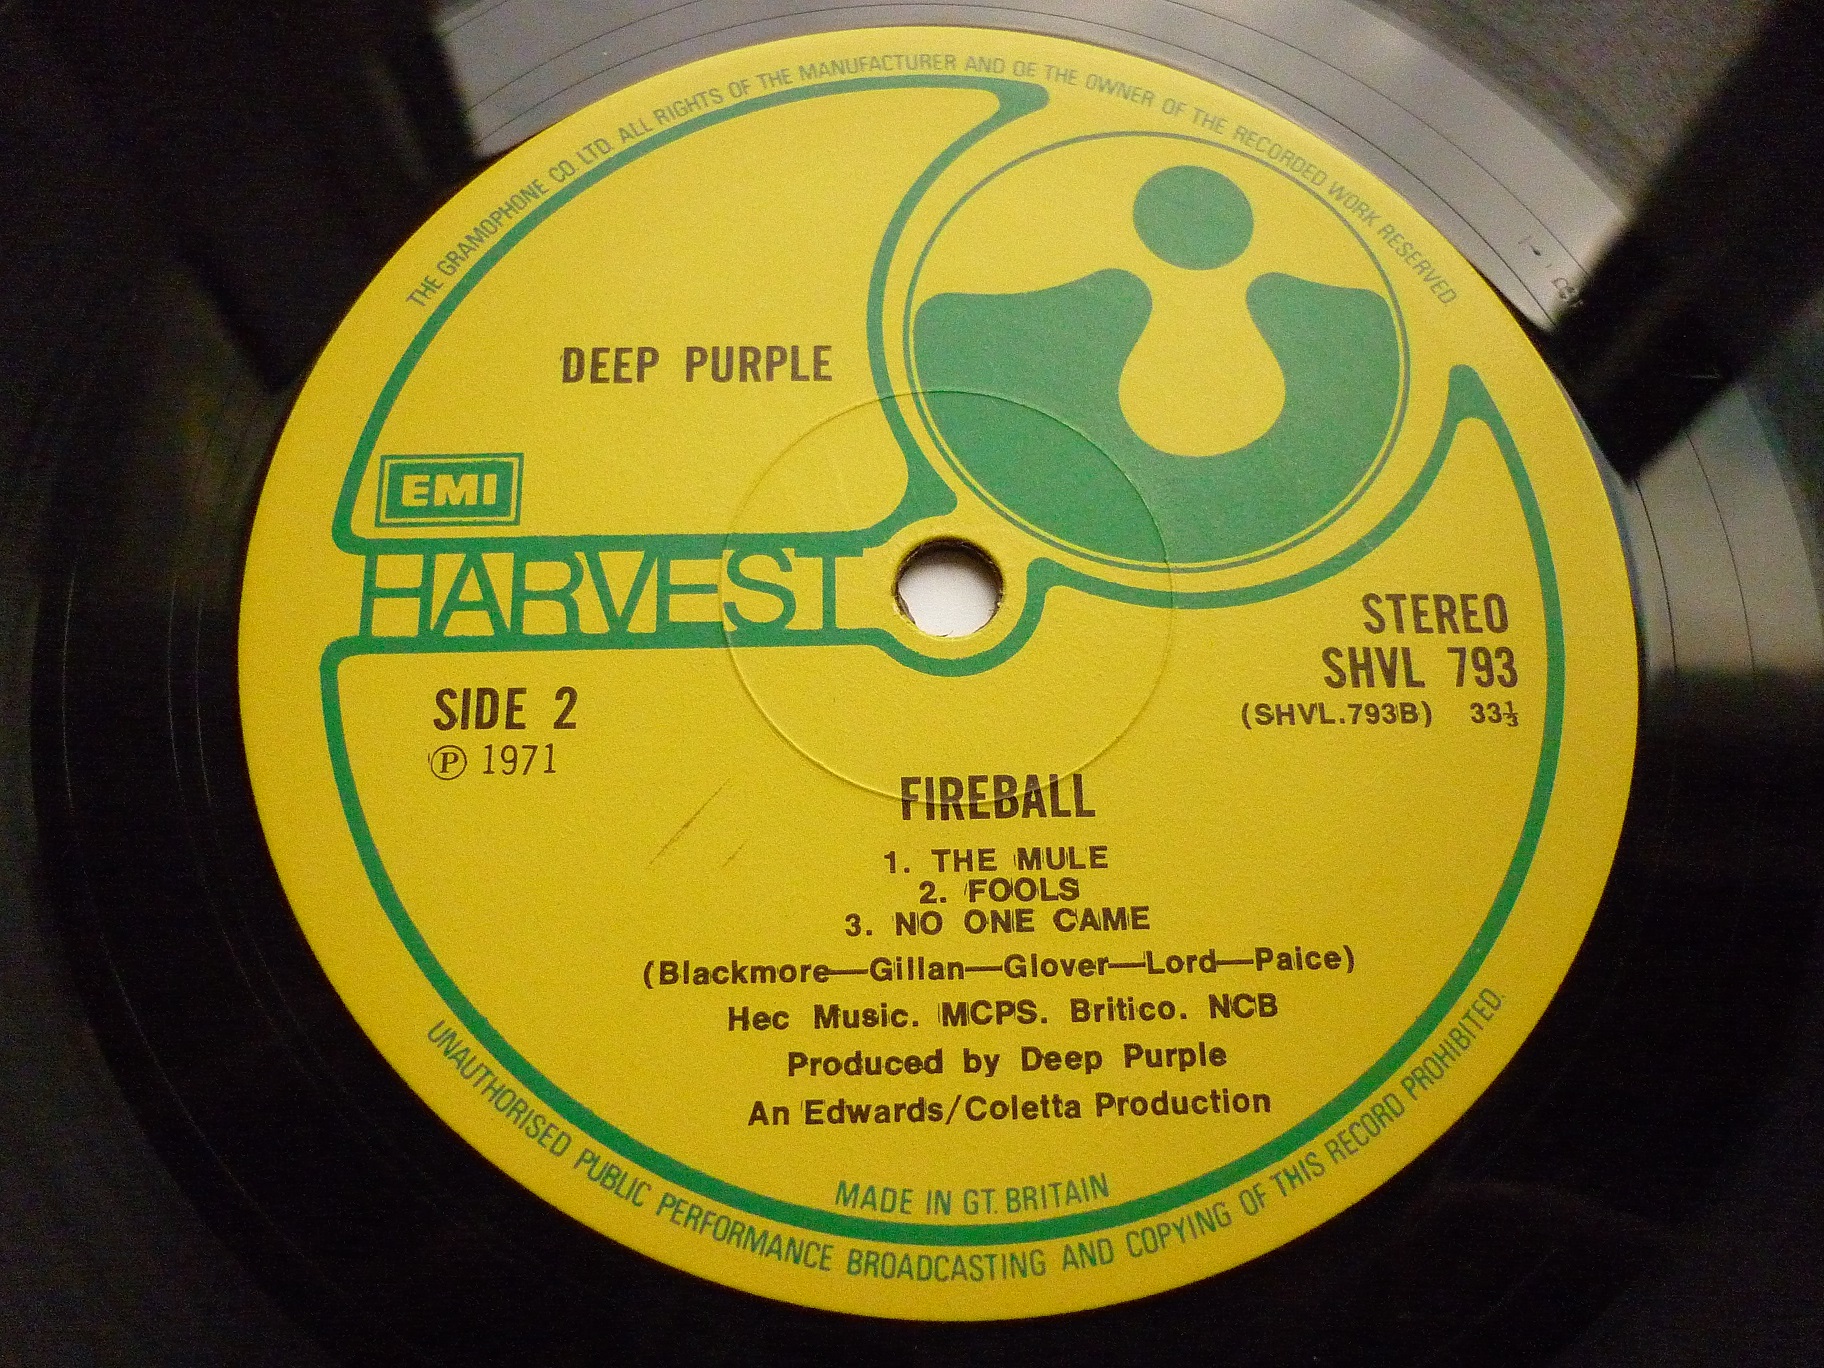 THE GRAMOPHONE CO. LTD. ALL RIGHTS OF THE MANUFACTURER AND OF THE OWNER OF THE RECORDED WORK RESERVED.
DEEP PURPLE
EMI
HARVEST
STEREO
SHVL 793
(SHVL.793B) 33⅓
SIDE 2
Ⓟ 1971
FIREBALL
1. THE MULE
2. FOOLS
3. NO ONE CAME
(Blackmore—Gillan—Glover—Lord—Paice)
Hec Music. MCPS. Britico. NCB
Produced by Deep Purple
An Edwards/Coletta Production
MADE IN GT. BRITAIN
UNAUTHORISED PUBLIC PERFORMANCE BROADCASTING AND COPYING OF THIS RECORD PROHIBITED.